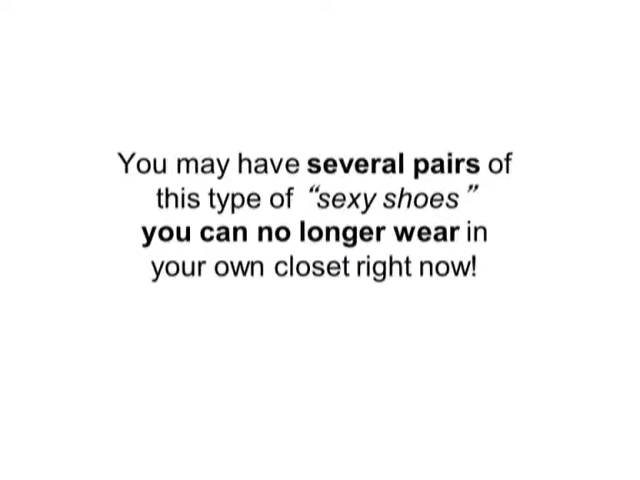 You may have several pairs of
this type of “sexy shoes ”
you can no longer wear in
your own closet right now!